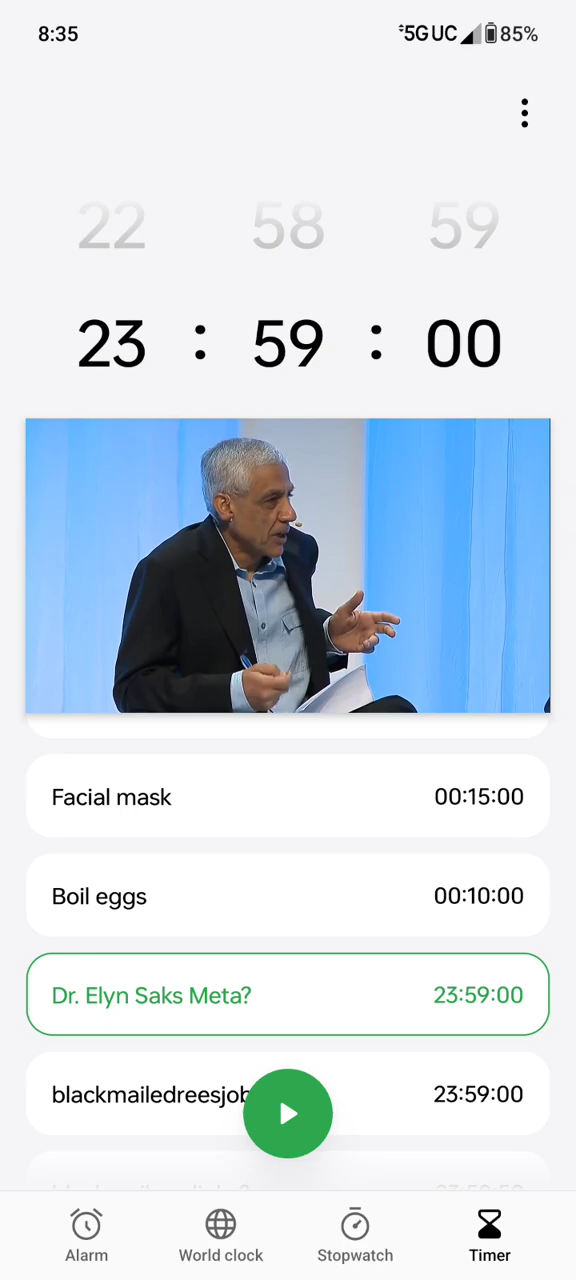 8:35
5G UC 85%
22 58 59
23 : 59 : 00
Facial mask 00:15:00
Boil eggs 00:10:00
Dr. Elyn Saks Meta? 23:59:00
blackmailedreesjob 23:59:00
Alarm World clock Stopwatch Timer